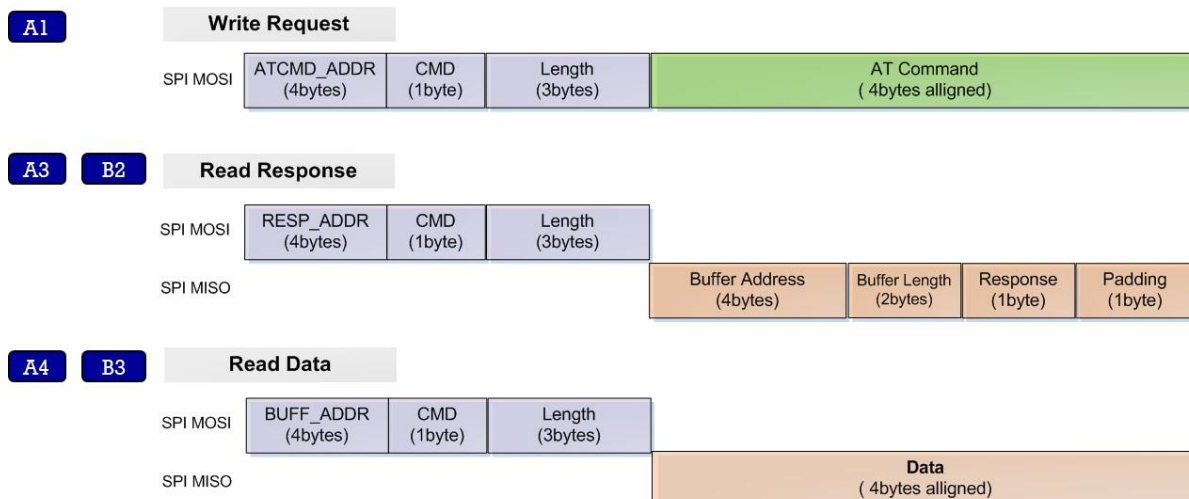 A1
Write Request
SPI MOSI
ATCMD_ADDR
(4bytes)
CMD
(1byte)
Length
(3bytes)
AT Command
( 4bytes alligned)
A3
B2
Read Response
SPI MOSI
RESP_ADDR
(4bytes)
CMD
(1byte)
Length
(3bytes)
SPI MISO
Buffer Address
(4bytes)
Buffer Length
(2bytes)
Response
(1byte)
Padding
(1byte)
A4
B3
Read Data
SPI MOSI
BUFF_ADDR
(4bytes)
CMD
(1byte)
Length
(3bytes)
SPI MISO
Data
( 4bytes alligned)